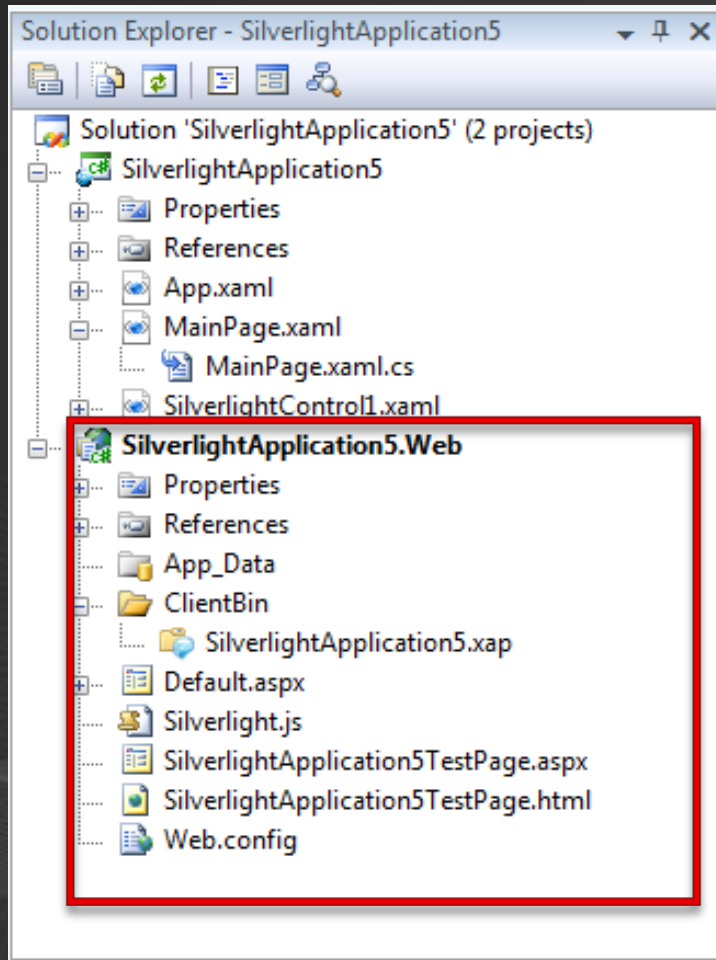 Solution Explorer - SilverlightApplication5
Solution 'SilverlightApplication5' (2 projects)
C# SilverlightApplication5
Properties
References
App.xaml
MainPage.xaml
MainPage.xaml.cs
SilverlightControl1.xaml
C# SilverlightApplication5.Web
Properties
References
App_Data
ClientBin
SilverlightApplication5.xap
Default.aspx
Silverlight.js
SilverlightApplication5TestPage.aspx
SilverlightApplication5TestPage.html
Web.config